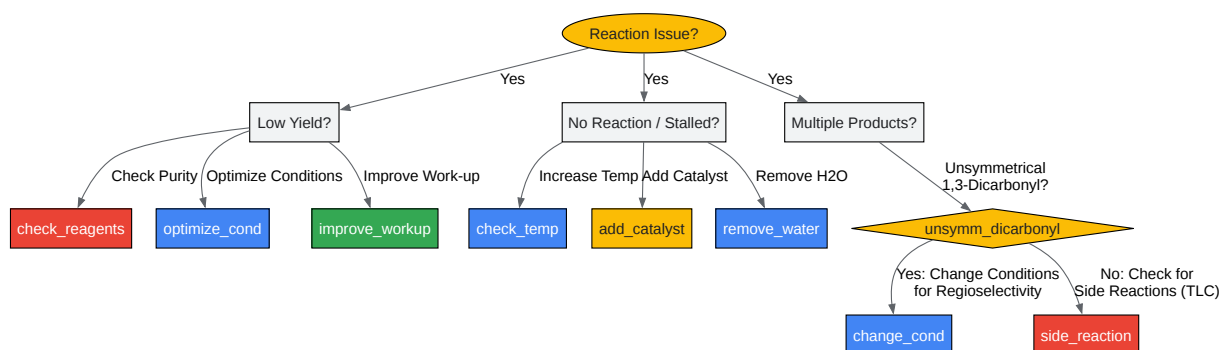 Reaction Issue?
Yes
Yes
Yes
Low Yield?
No Reaction / Stalled?
Multiple Products?
Check Purity
Optimize Conditions
Improve Work-up
Increase Temp
Add Catalyst
Remove H2O
Unsymmetrical
1,3-Dicarbonyl?
check_reagents
optimize_cond
improve_workup
check_temp
add_catalyst
remove_water
unsymm_dicarbonyl
Yes: Change Conditions
for Regioselectivity
No: Check for
Side Reactions (TLC)
change_cond
side_reaction